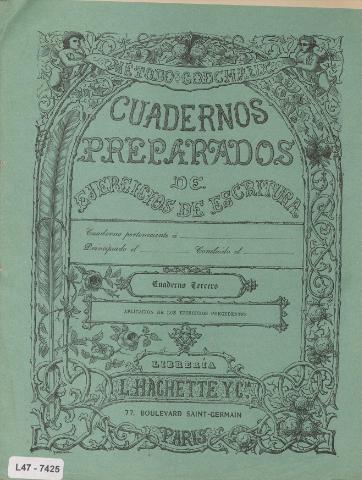 MÉTODO GODCHAUX
CUADERNOS
PREPARADOS
DE
EJERCICIOS DE ESCRITURA
Cuaderno perteneciente a
Principiado el Concluido el
Cuaderno Tercero
APLICACION DE LOS EJERCICIOS PRECEDENTES
LIBRERÍA
L. HACHETTE Y Cª.
77, BOULEVARD SAINT-GERMAIN
PARIS
L47 - 7425